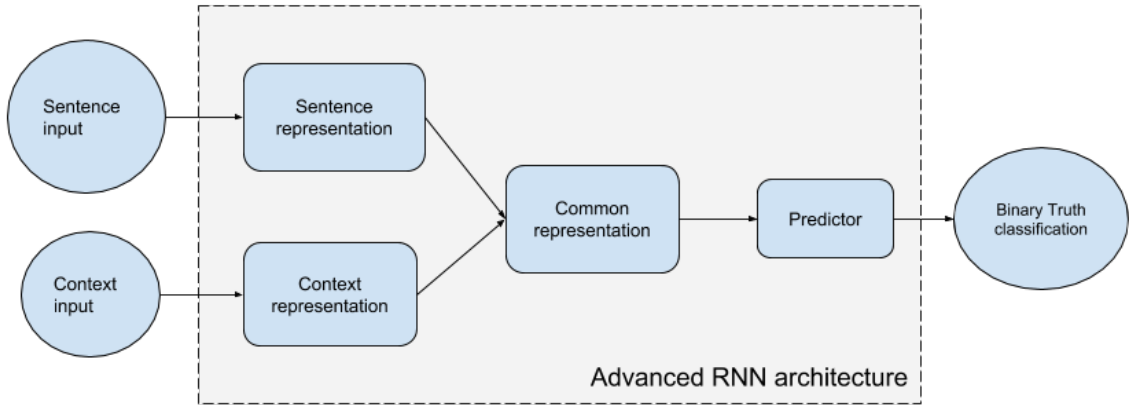 Sentence
input
Sentence
representation
Context
input
Context
representation
Common
representation
Predictor
Binary Truth
classification
Advanced RNN architecture